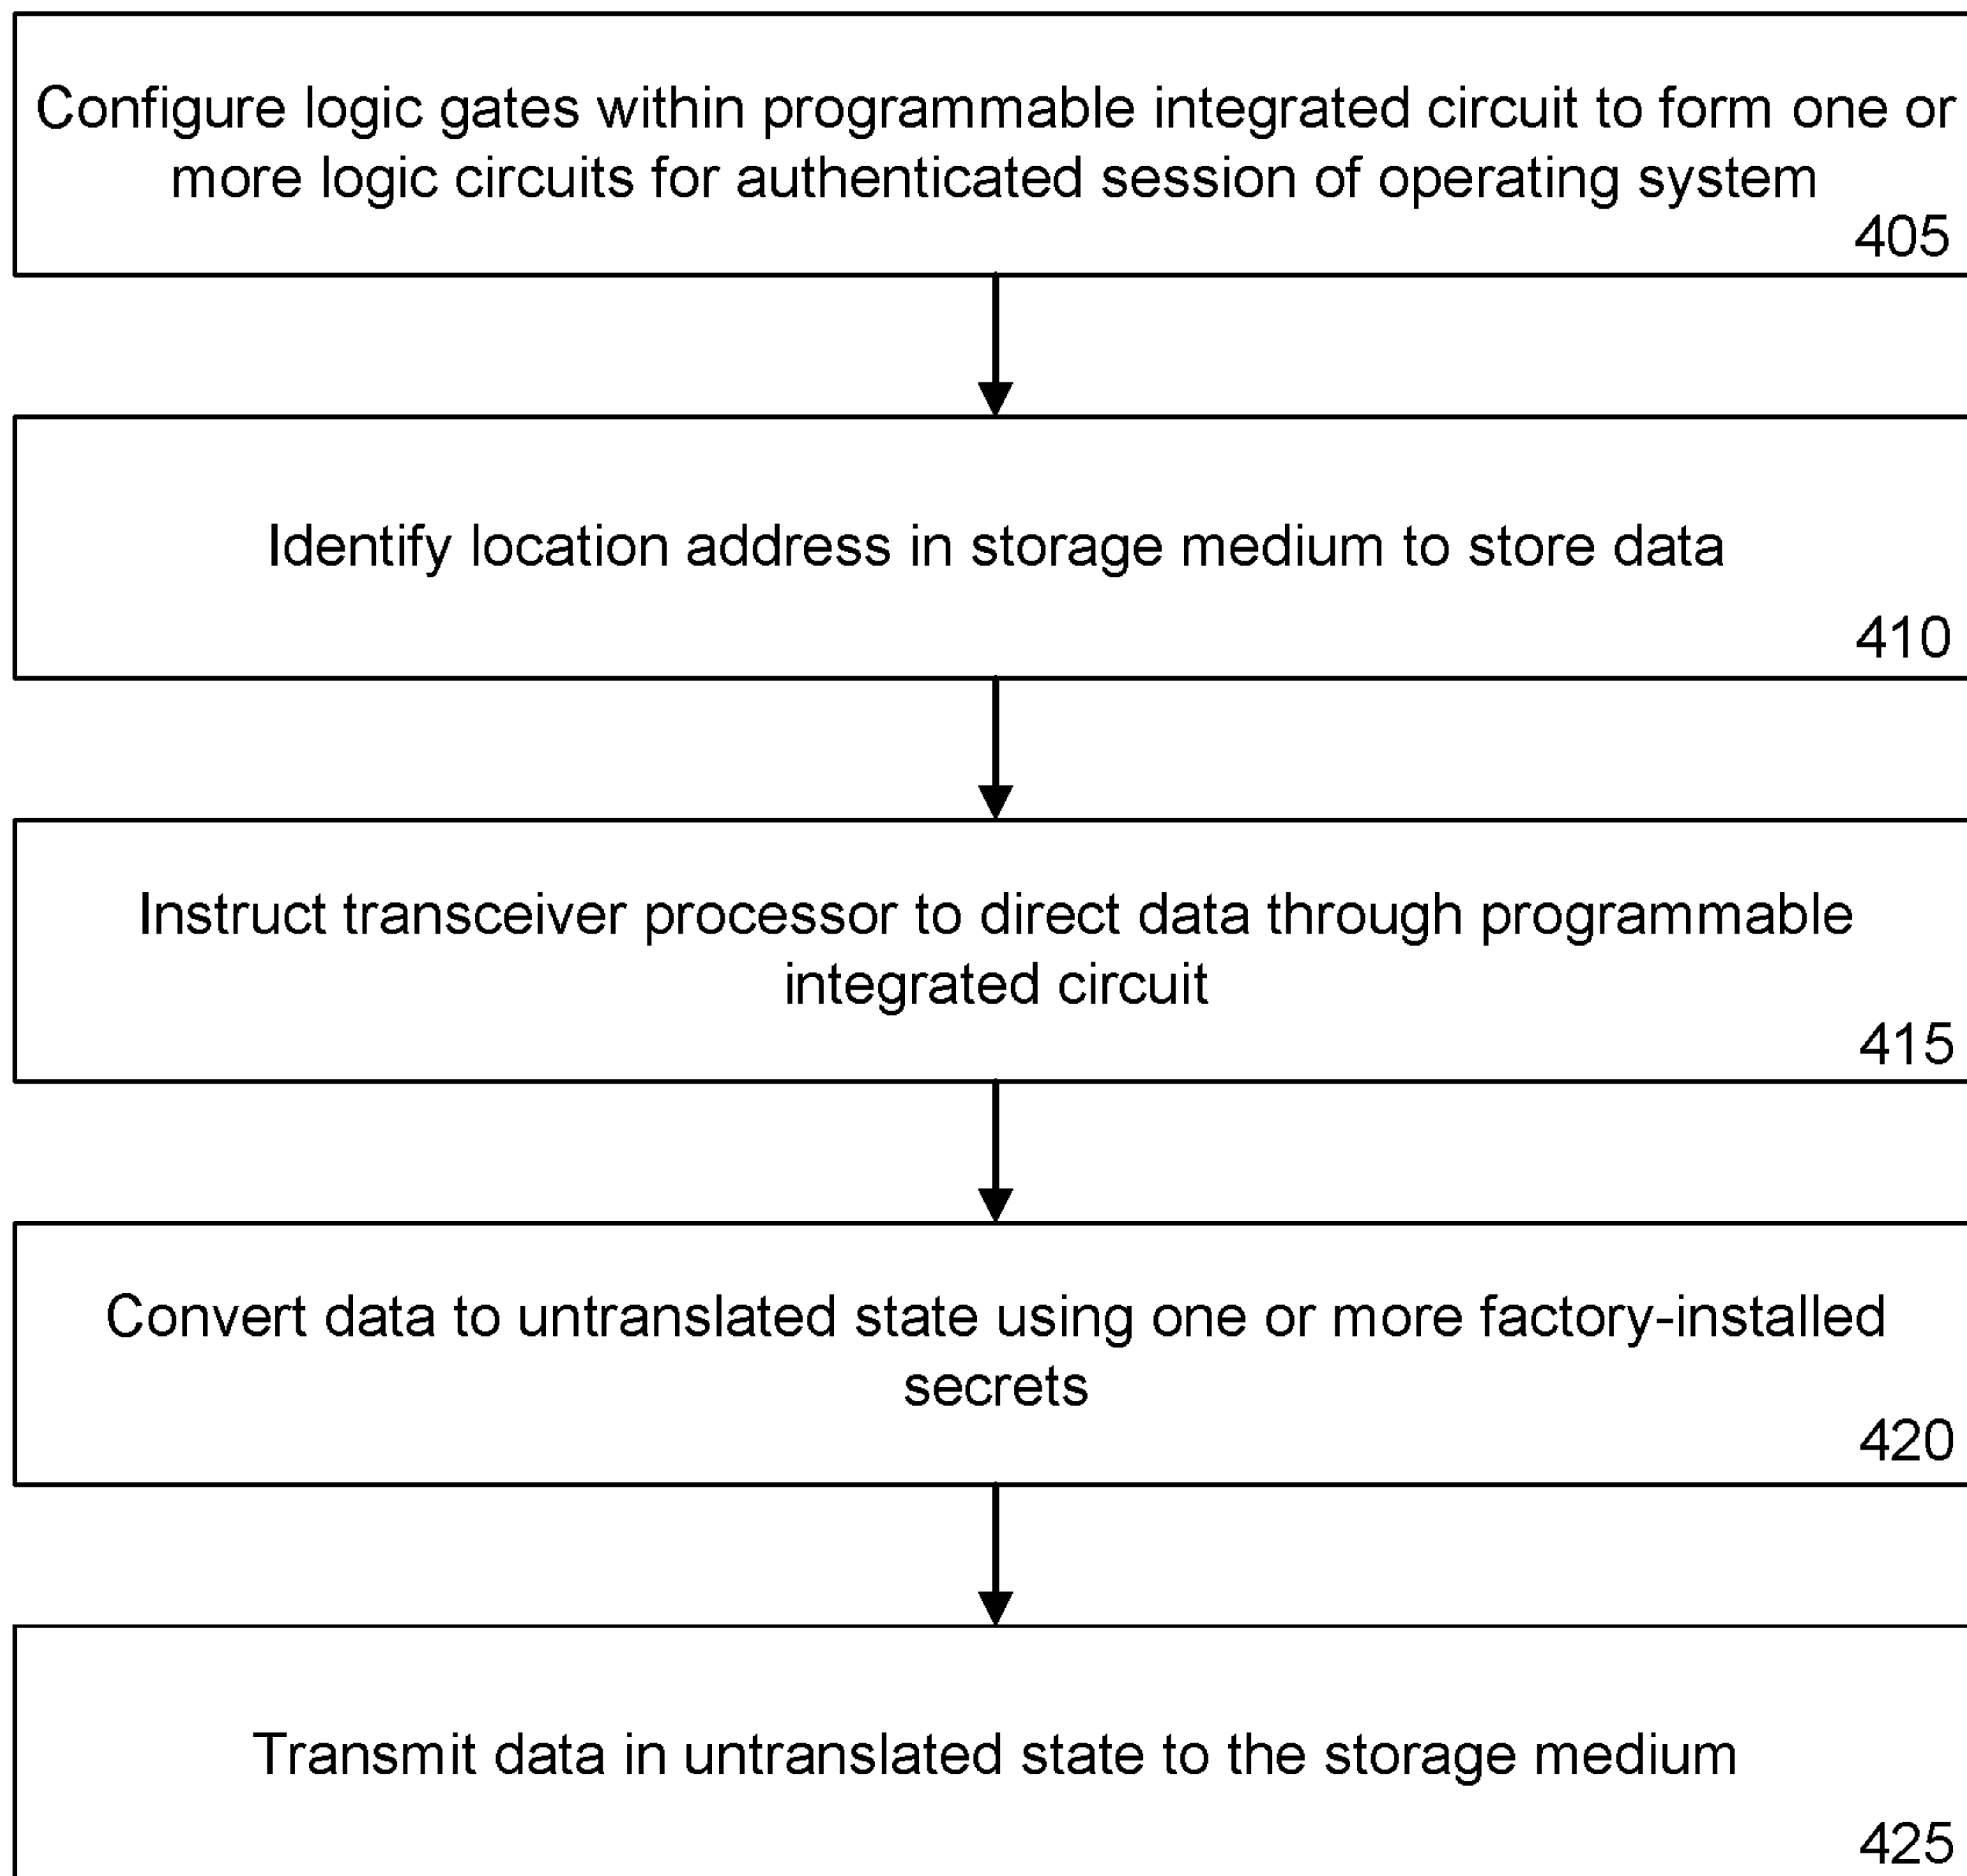 Configure logic gates within programmable integrated circuit to form one or
more logic circuits for authenticated session of operating system
405
Identify location address in storage medium to store data
410
Instruct transceiver processor to direct data through programmable
integrated circuit
415
Convert data to untranslated state using one or more factory-installed
secrets
420
Transmit data in untranslated state to the storage medium
425